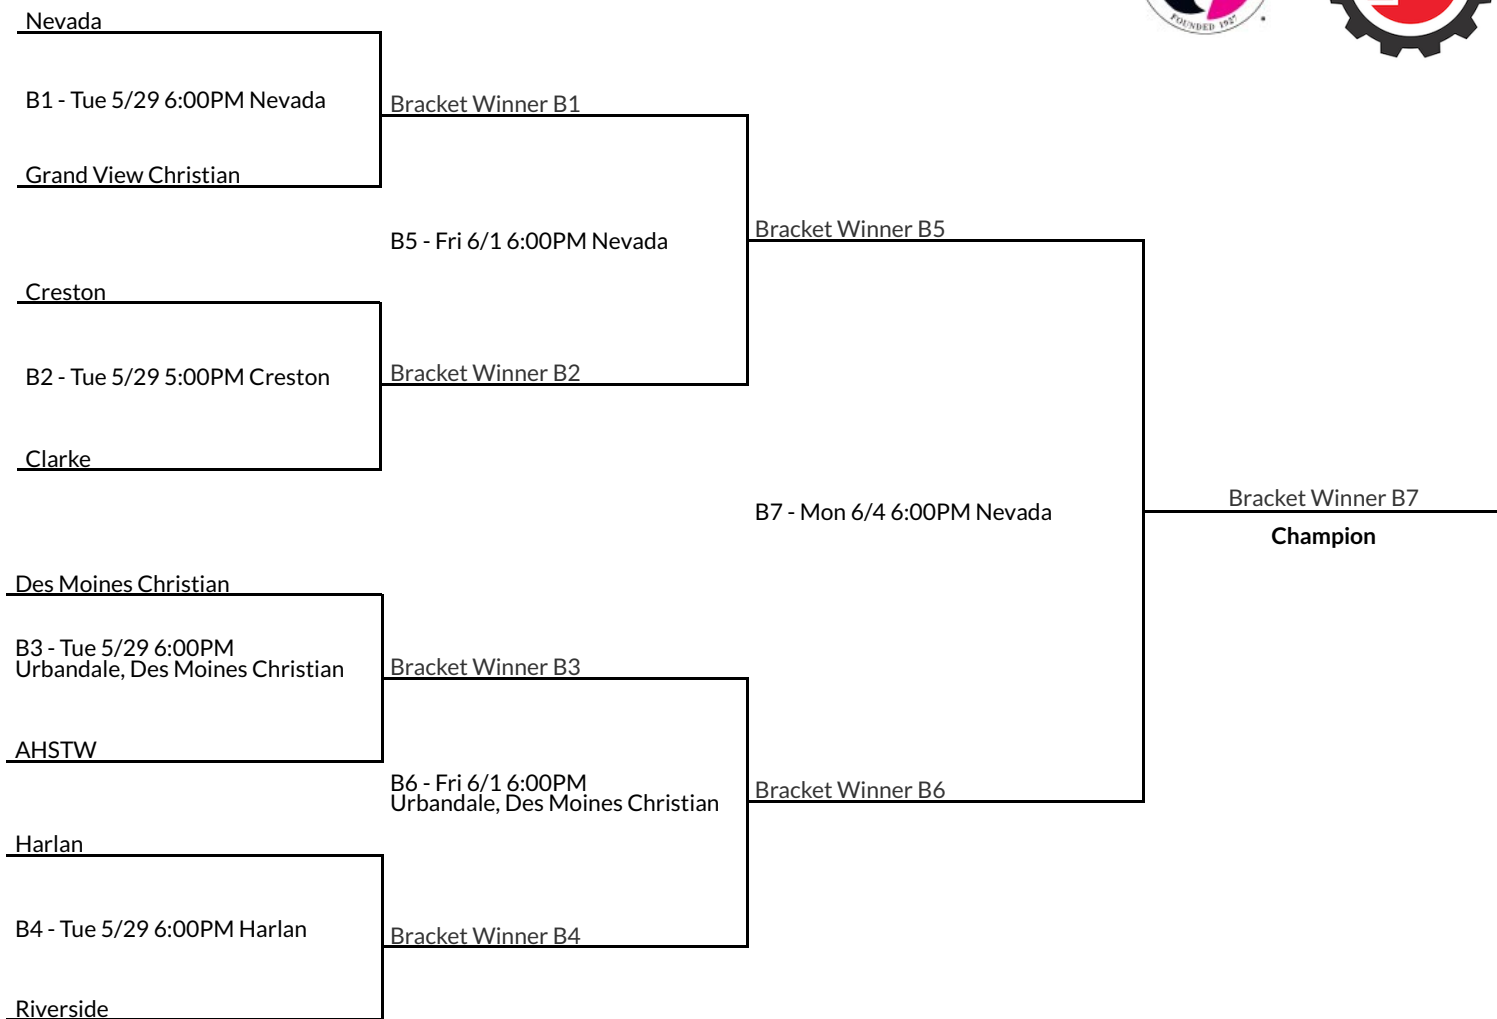 FOUNDED 1927
Nevada
B1 - Tue 5/29 6:00PM Nevada
Bracket Winner B1
Grand View Christian
B5 - Fri 6/1 6:00PM Nevada
Bracket Winner B5
Creston
B2 - Tue 5/29 5:00PM Creston
Bracket Winner B2
Clarke
B7 - Mon 6/4 6:00PM Nevada
Bracket Winner B7
Champion
Des Moines Christian
B3 - Tue 5/29 6:00PM
Urbandale, Des Moines Christian
Bracket Winner B3
AHSTW
B6 - Fri 6/1 6:00PM
Urbandale, Des Moines Christian
Bracket Winner B6
Harlan
B4 - Tue 5/29 6:00PM Harlan
Bracket Winner B4
Riverside